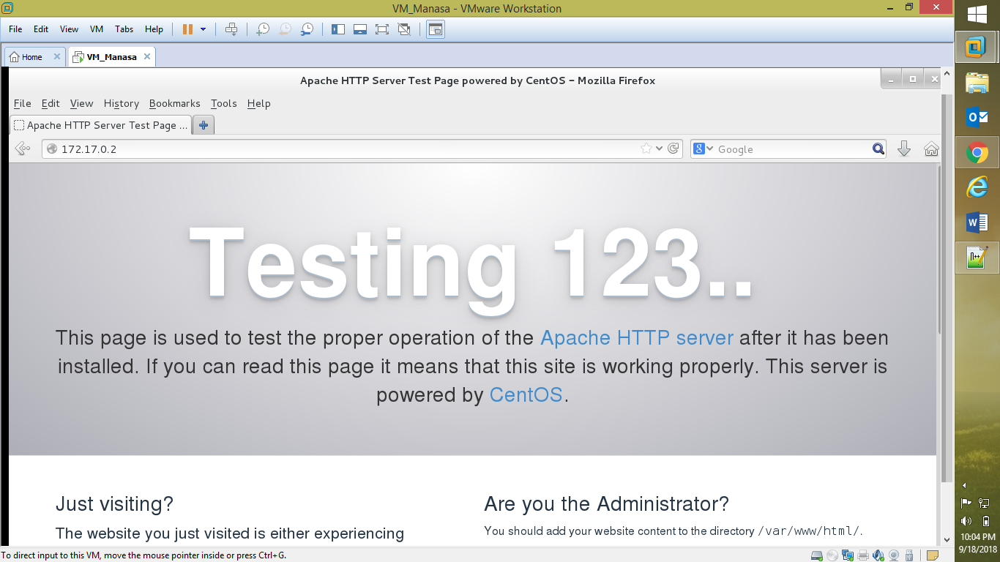 VM_Manasa - VMware Workstation
File Edit View VM Tabs Help
Home VM_Manasa
Apache HTTP Server Test Page powered by CentOS - Mozilla Firefox
File Edit View History Bookmarks Tools Help
Apache HTTP Server Test Page ...
172.17.0.2
8 Google
Testing 123..
This page is used to test the proper operation of the Apache HTTP server after it has been
installed. If you can read this page it means that this site is working properly. This server is
powered by CentOS.
Just visiting?
The website you just visited is either experiencing
Are you the Administrator?
You should add your website content to the directory /var/www/html/.
To direct input to this VM, move the mouse pointer inside or press Ctrl+G.
10:04 PM
9/18/2018